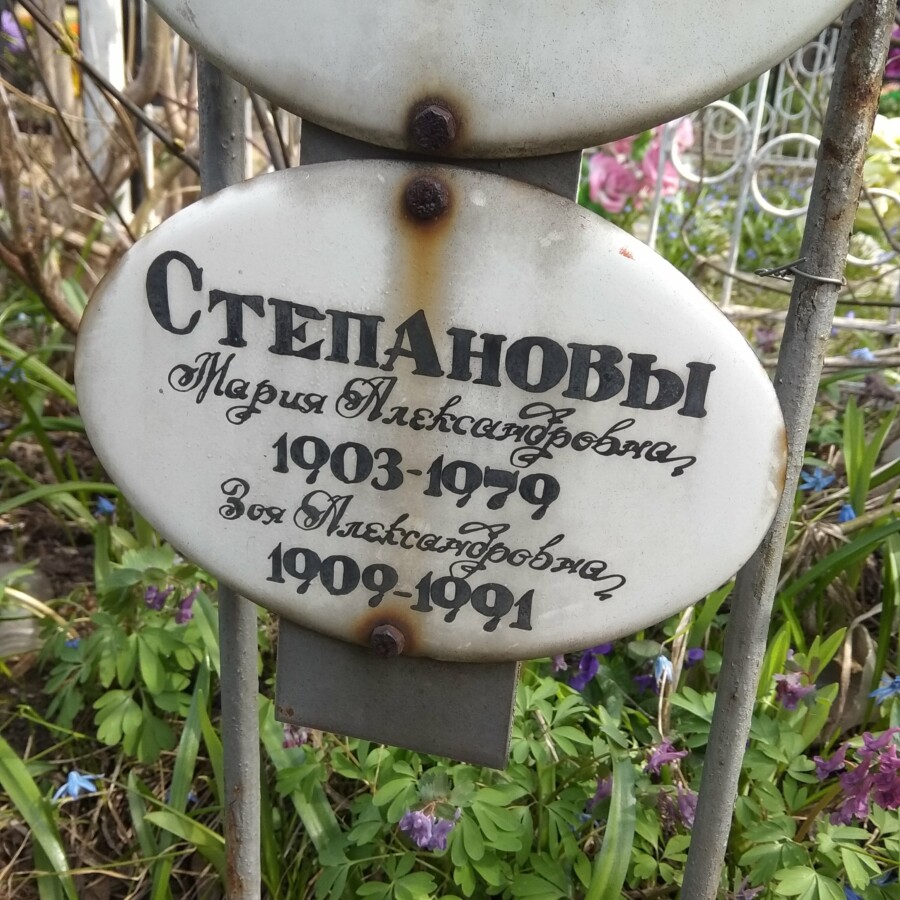 Степановы
Мария Александровна
1903-1979
Зоя Александровна
1909-1991